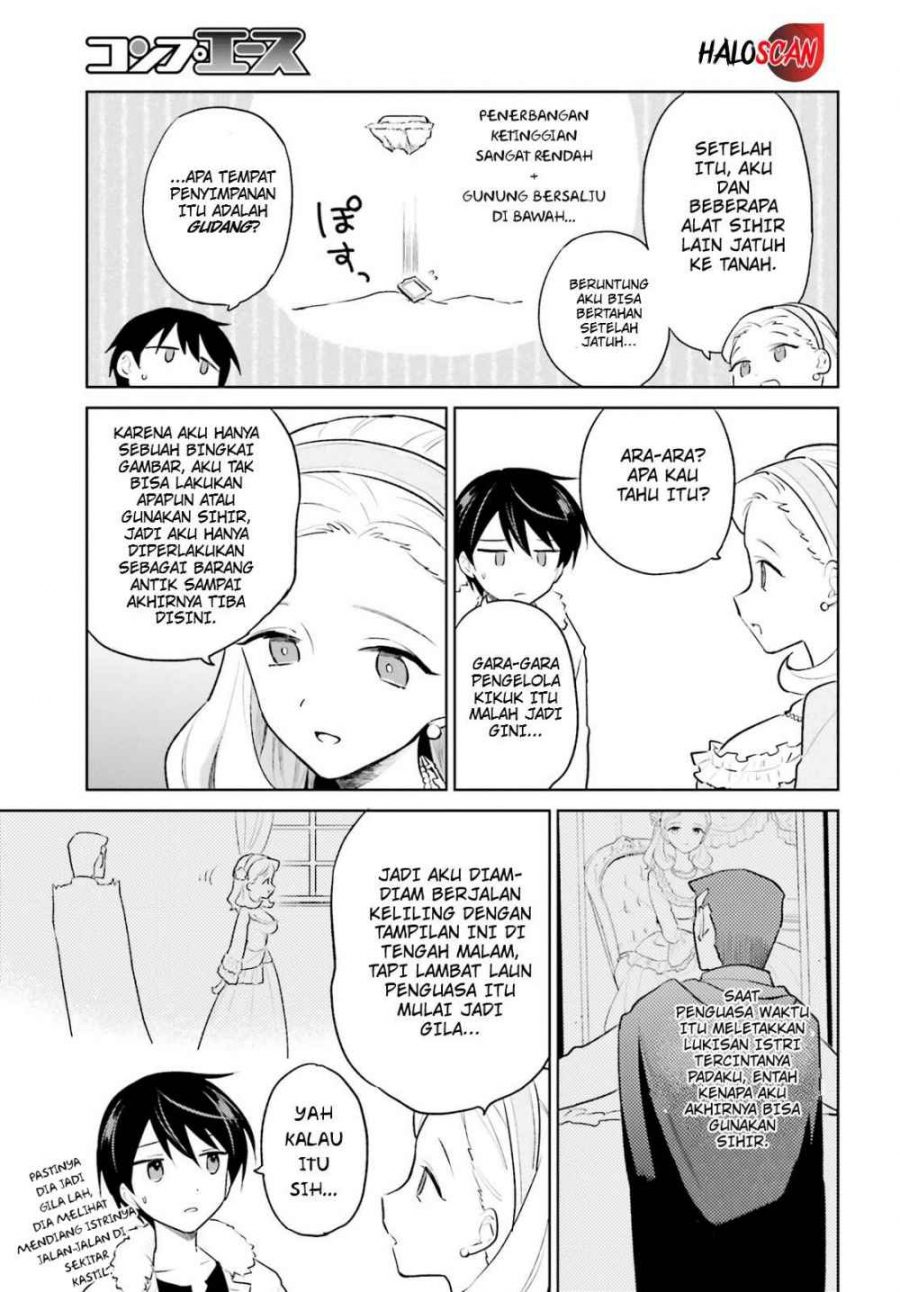 コンプ・エース
HALOSCAN
SETELAH
ITU, AKU
DAN
BEBERAPA
ALAT SIHIR
LAIN JATUH
KE TANAH.
BERUNTUNG
AKU BISA
BERTAHAN
SETELAH
JATUH...
PENERBANGAN
KETINGGIAN
SANGAT RENDAH
+
GUNUNG BERSALJU
DI BAWAH...
ぽすっ
...APA TEMPAT
PENYIMPANAN
ITU ADALAH
GUDANG?
ARA-ARA?
APA KAU
TAHU ITU?
GARA-GARA
PENGELOLA
KIKUK ITU
MALAH JADI
GINI...
KARENA AKU HANYA
SEBUAH BINGKAI
GAMBAR, AKU TAK
BISA LAKUKAN
APAPUN ATAU
GUNAKAN SIHIR,
JADI AKU HANYA
DIPERLAKUKAN
SEBAGAI BARANG
ANTIK SAMPAI
AKHIRNYA TIBA
DISINI.
SAAT
PENGUASA WAKTU
ITU MELETAKKAN
LUKISAN ISTRI
TERCINTANYA
PADAKU, ENTAH
KENAPA AKU
AKHIRNYA BISA
GUNAKAN
SIHIR.
JADI AKU DIAM-
DIAM BERJALAN
KELILING DENGAN
TAMPILAN INI DI
TENGAH MALAM,
TAPI LAMBAT LAUN
PENGUASA ITU
MULAI JADI
GILA...
YAH
KALAU
ITU
SIH...
PASTINYA
DIA JADI
GILA LAH,
DIA MELIHAT
MENDIANG ISTRINYA
JALAN-JALAN DI
SEKITAR
KASTIL.